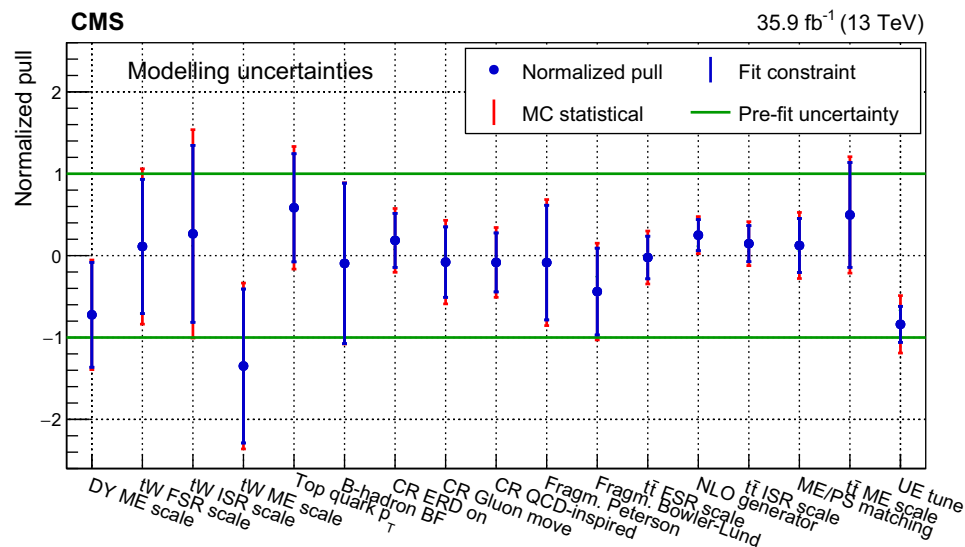 CMS
35.9 fb⁻¹ (13 TeV)
Normalized pull
Modelling uncertainties
Normalized pull
Fit constraint
MC statistical
Pre-fit uncertainty
2
1
0
−1
−2
DY ME scale
tW FSR scale
tW ISR scale
tW ME scale
Top quark p_T
B-hadron BF
CR ERD on
CR Gluon move
CR QCD-inspired
Fragm. Peterson
Fragm. Bowler-Lund
tt̄ FSR scale
NLO generator
tt̄ ISR scale
ME/PS matching
tt̄ ME scale
UE tune